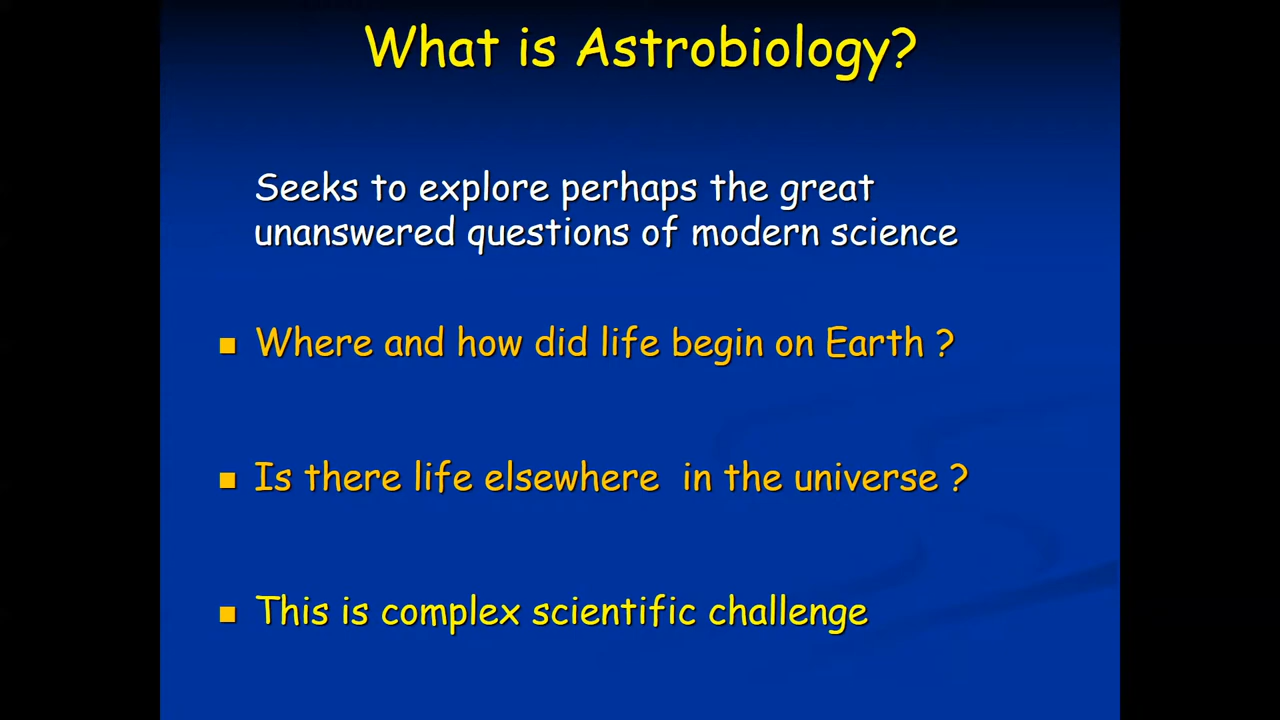 What is Astrobiology?
Seeks to explore perhaps the great
unanswered questions of modern science
Where and how did life begin on Earth ?
Is there life elsewhere  in the universe ?
This is complex scientific challenge